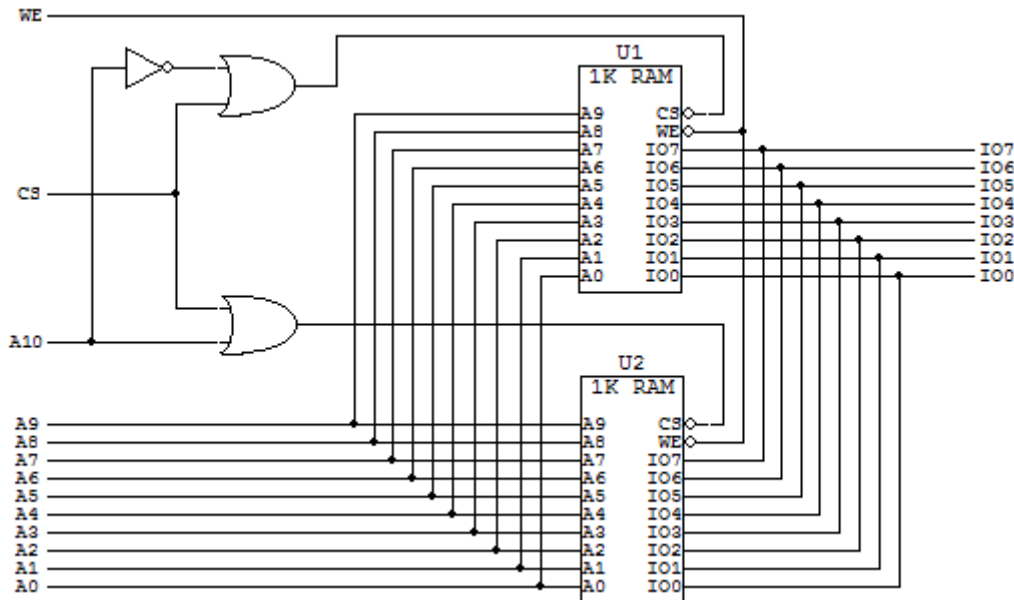 WE
U1
1K RAM
A9 CS
A8 WE
A7 IO7 IO7
A6 IO6 IO6
A5 IO5 IO5
CS
A4 IO4 IO4
A3 IO3 IO3
A2 IO2 IO2
A1 IO1 IO1
A0 IO0 IO0
A10
U2
1K RAM
A9 A9 CS
A8 A8 WE
A7 A7 IO7
A6 A6 IO6
A5 A5 IO5
A4 A4 IO4
A3 A3 IO3
A2 A2 IO2
A1 A1 IO1
A0 A0 IO0